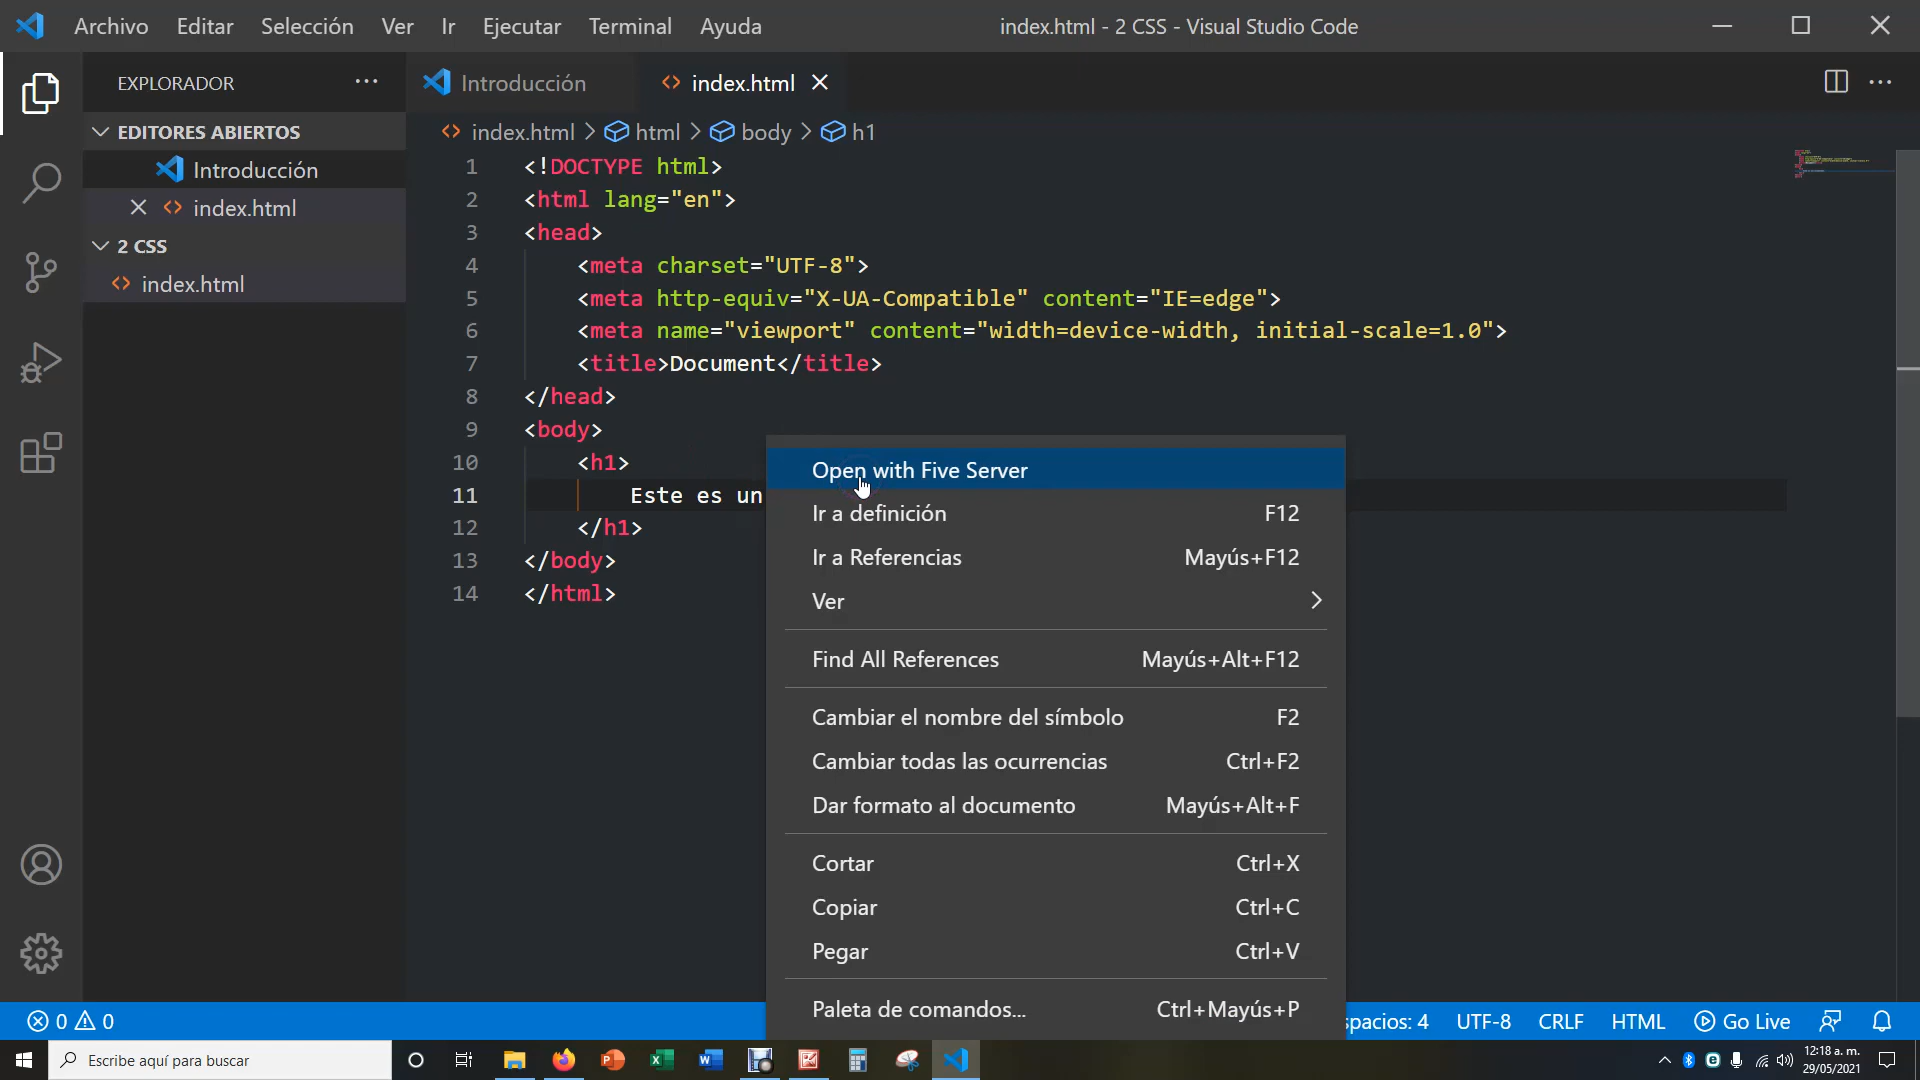 Archivo Editar Selección Ver Ir Ejecutar Terminal Ayuda
index.html - 2 CSS - Visual Studio Code
EXPLORADOR
EDITORES ABIERTOS
Introducción
index.html
2 CSS
index.html
Introducción
index.html
index.html > html > body > h1
1 <!DOCTYPE html>
2 <html lang="en">
3 <head>
4 <meta charset="UTF-8">
5 <meta http-equiv="X-UA-Compatible" content="IE=edge">
6 <meta name="viewport" content="width=device-width, initial-scale=1.0">
7 <title>Document</title>
8 </head>
9 <body>
10 <h1>
11 Este es un
12 </h1>
13 </body>
14 </html>
Open with Five Server
Ir a definición F12
Ir a Referencias Mayús+F12
Ver
Find All References Mayús+Alt+F12
Cambiar el nombre del símbolo F2
Cambiar todas las ocurrencias Ctrl+F2
Dar formato al documento Mayús+Alt+F
Cortar Ctrl+X
Copiar Ctrl+C
Pegar Ctrl+V
Paleta de comandos... Ctrl+Mayús+P
0 0
spacios: 4 UTF-8 CRLF HTML Go Live
Escribe aquí para buscar
12:18 a. m.
29/05/2021